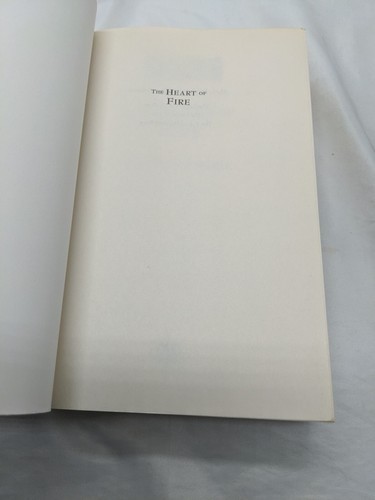 THE HEART OF
FIRE